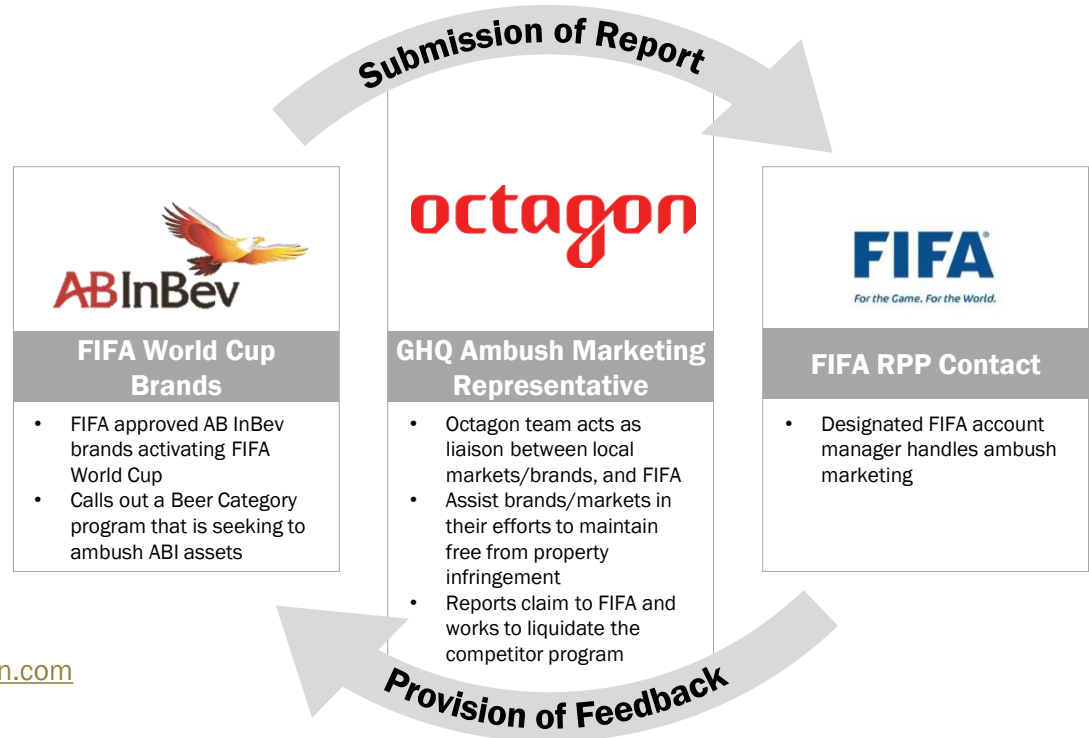 Submission of Report
ABInBev
FIFA World Cup
Brands
• FIFA approved AB InBev
brands activating FIFA
World Cup
• Calls out a Beer Category
program that is seeking to
ambush ABI assets
octagon
GHQ Ambush Marketing
Representative
• Octagon team acts as
liaison between local
markets/brands, and FIFA
• Assist brands/markets in
their efforts to maintain
free from property
infringement
• Reports claim to FIFA and
works to liquidate the
competitor program
FIFA®
For the Game. For the World.
FIFA RPP Contact
• Designated FIFA account
manager handles ambush
marketing
n.com
Provision of Feedback